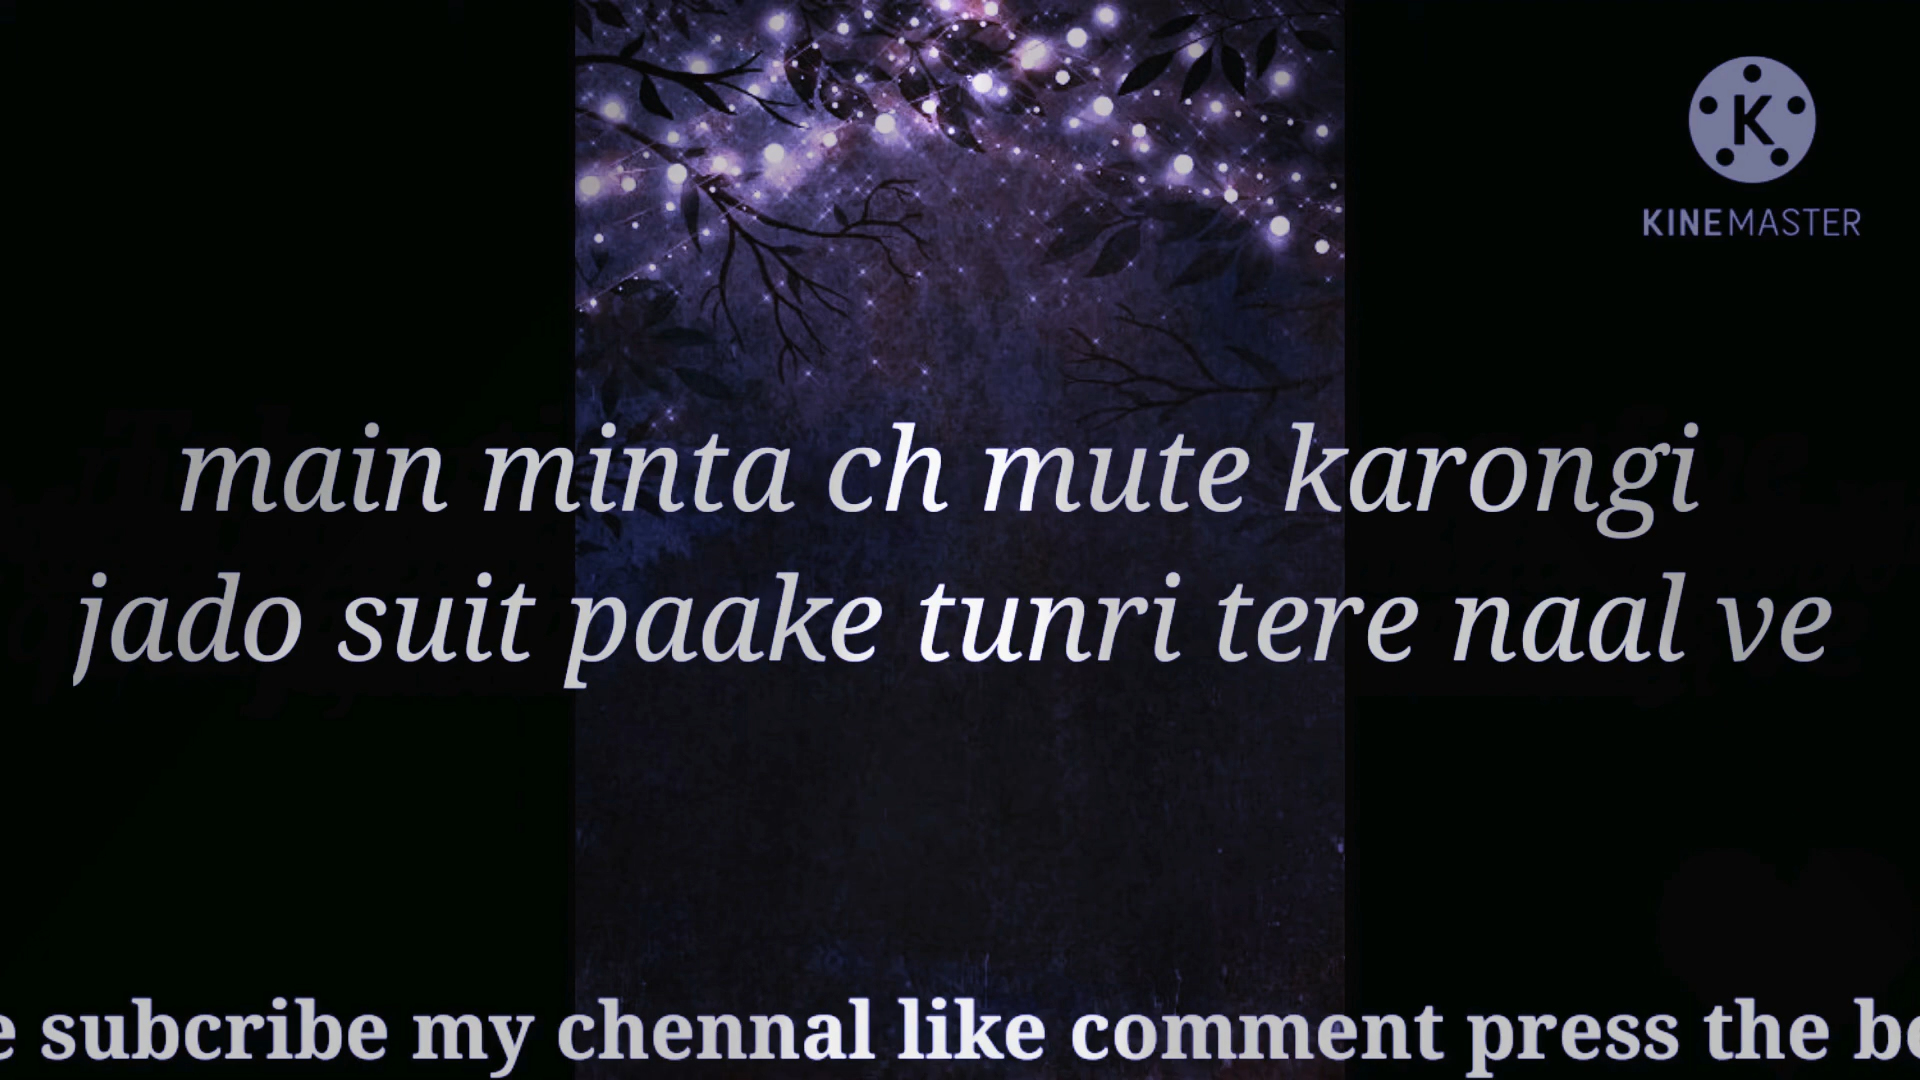 KINEMASTER
main minta ch mute karongi
jado suit paake tunri tere naal ve
subcribe my chennal like comment press the